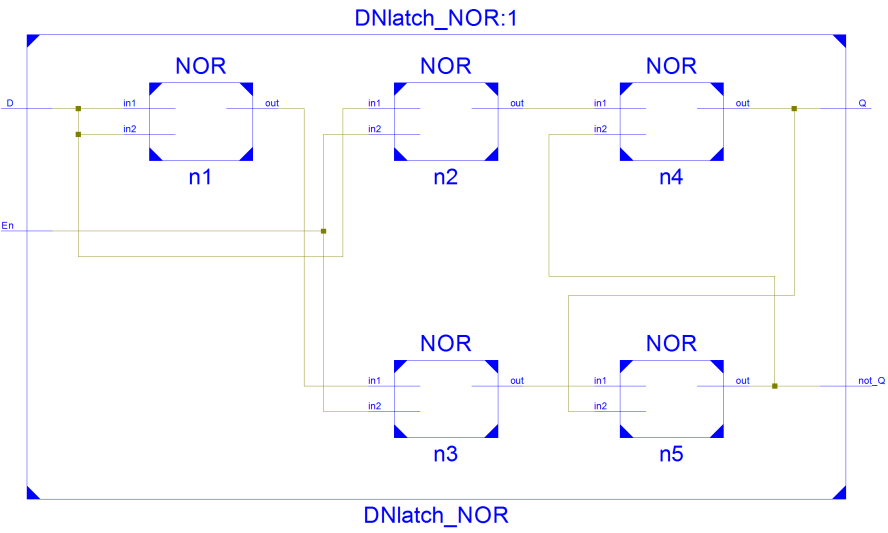 DNlatch_NOR:1
NOR NOR NOR
D in1 out in1 out in1 out Q
in2 in2 in2
n1 n2 n4
En
NOR NOR
in1 out in1 out not_Q
in2 in2
n3 n5
DNlatch_NOR